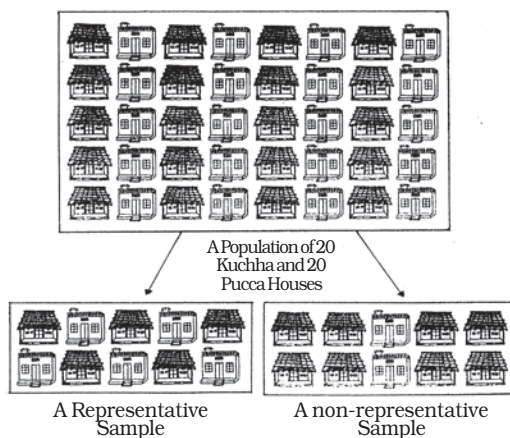 A Population of 20
Kuchha and 20
Pucca Houses
A Representative
Sample
A non-representative
Sample